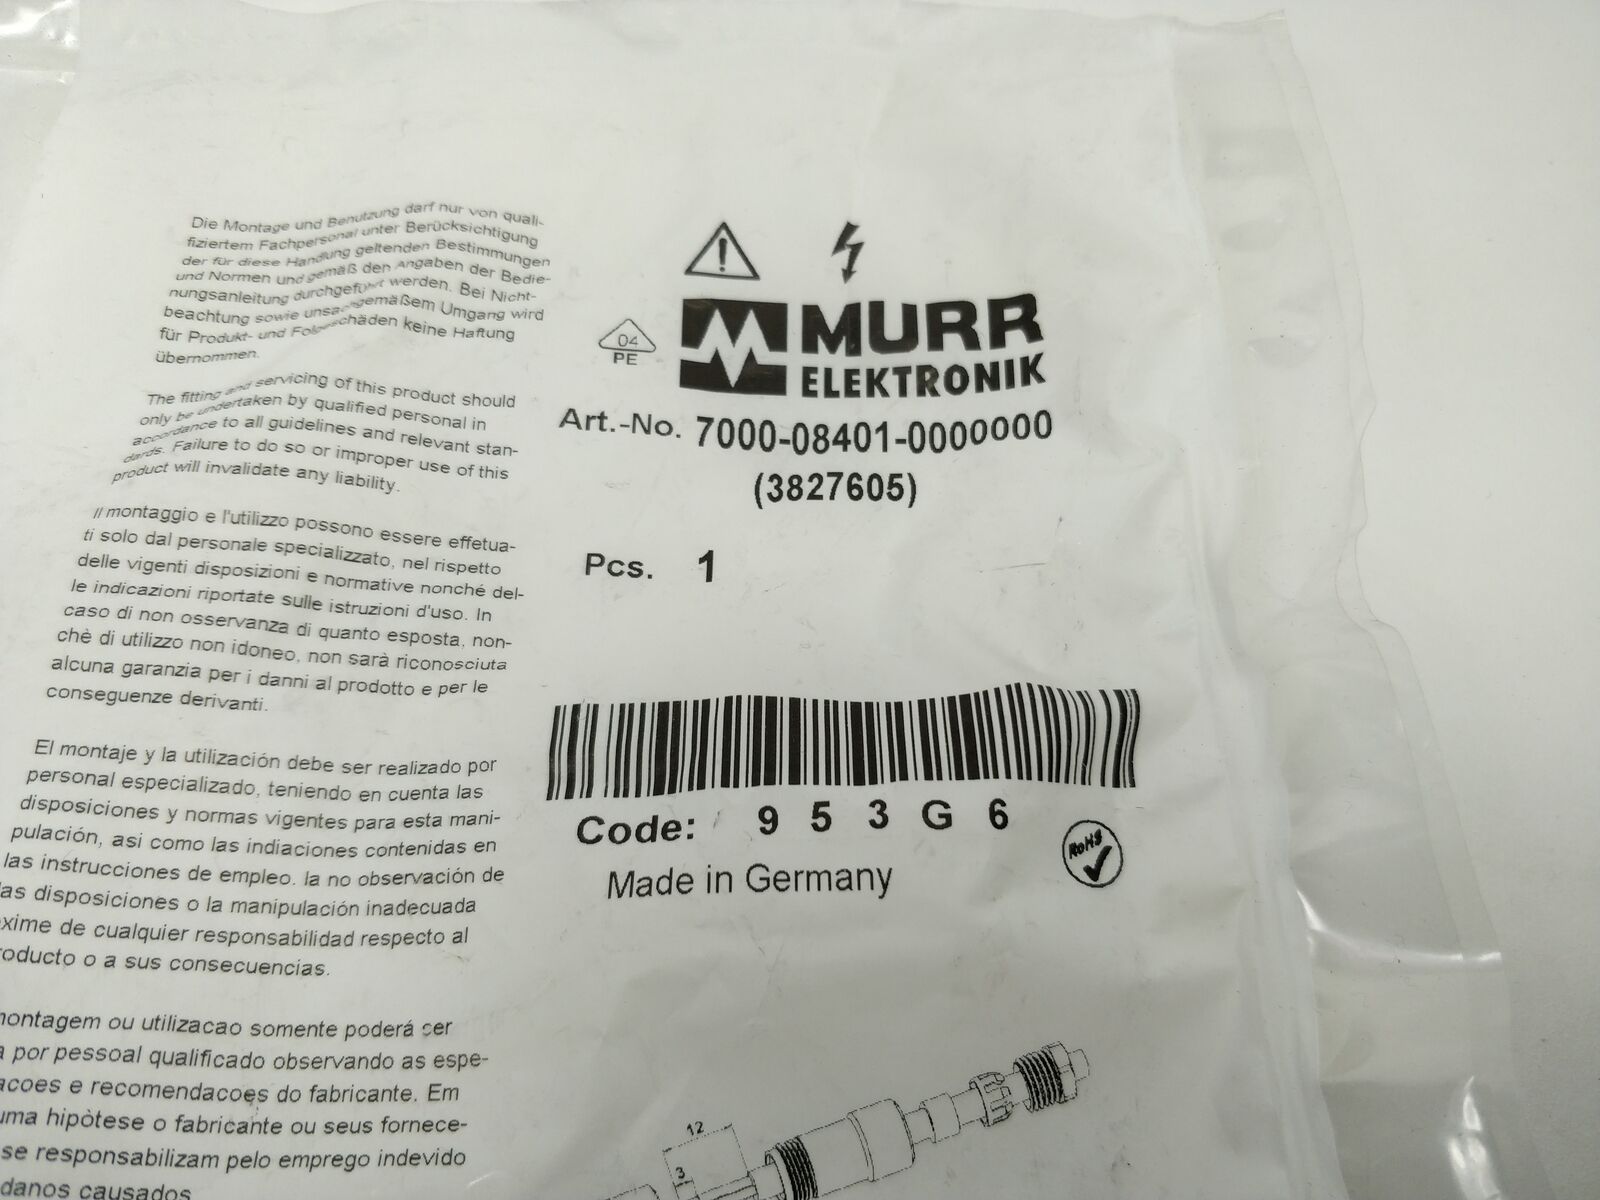 Die Montage und Benutzung darf nur von quali-
fiziertem Fachpersonal unter Berücksichtigung
der für diese Handlung geltenden Bestimmungen
und Normen und gemäß den Angaben der Bedie-
nungsanleitung durchgeführt werden. Bei Nicht-
beachtung sowie unsachgemäßem Umgang wird
für Produkt- und Folgeschäden keine Haftung
übernommen.
The fitting and servicing of this product should
only be undertaken by qualified personal in
accordance to all guidelines and relevant stan-
dards. Failure to do so or improper use of this
product will invalidate any liability.
Il montaggio e l'utilizzo possono essere effetua-
ti solo dal personale specializzato, nel rispetto
delle vigenti disposizioni e normative nonché del-
le indicazioni riportate sulle istruzioni d'uso. In
caso di non osservanza di quanto esposto, non-
chè di utilizzo non idoneo, non sarà riconosciuta
alcuna garanzia per i danni al prodotto e per le
conseguenze derivanti.
El montaje y la utilización debe ser realizado por
personal especializado, teniendo en cuenta las
disposiciones y normas vigentes para esta mani-
pulación, asi como las indiaciones contenidas en
las instrucciones de empleo. la no observación de
las disposiciones o la manipulación inadecuada
xime de cualquier responsabilidad respecto al
roducto o a sus consecuencias.
montagem ou utilizacao somente poderá cer
a por pessoal qualificado observando as espe-
acoes e recomendacoes do fabricante. Em
uma hipòtese o fabricante ou seus fornece-
se responsabilizam pelo emprego indevido
danos causados
04
PE
MURR
ELEKTRONIK
Art.-No. 7000-08401-0000000
(3827605)
Pcs. 1
Code: 953G6
Made in Germany
RoHS
12
3